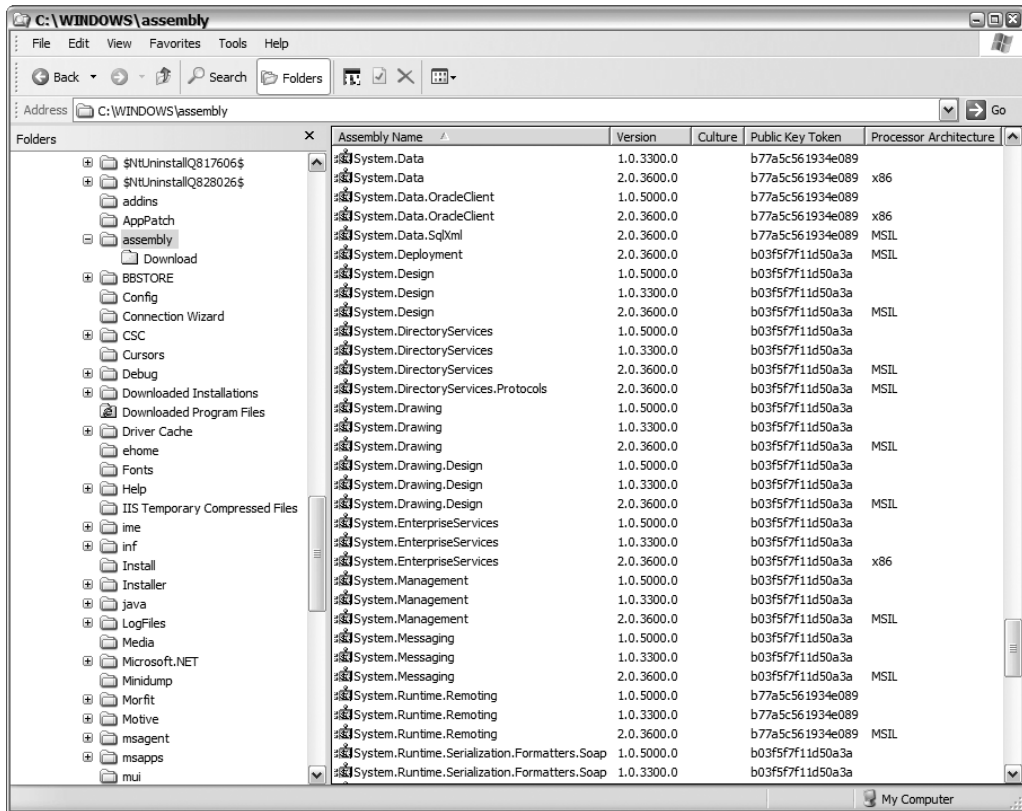 C:\WINDOWS\assembly
File Edit View Favorites Tools Help
Back Search Folders
Address C:\WINDOWS\assembly Go
Folders
$NtUninstallQ817606$
$NtUninstallQ828026$
addins
AppPatch
assembly
Download
BBSTORE
Config
Connection Wizard
CSC
Cursors
Debug
Downloaded Installations
Downloaded Program Files
Driver Cache
ehome
Fonts
Help
IIS Temporary Compressed Files
ime
inf
Install
Installer
java
LogFiles
Media
Microsoft.NET
Minidump
Morfit
Motive
msagent
msapps
mui
Assembly Name Version Culture Public Key Token Processor Architecture
System.Data 1.0.3300.0 b77a5c561934e089
System.Data 2.0.3600.0 b77a5c561934e089 x86
System.Data.OracleClient 1.0.5000.0 b77a5c561934e089
System.Data.OracleClient 2.0.3600.0 b77a5c561934e089 x86
System.Data.SqlXml 2.0.3600.0 b77a5c561934e089 MSIL
System.Deployment 2.0.3600.0 b03f5f7f11d50a3a MSIL
System.Design 1.0.5000.0 b03f5f7f11d50a3a
System.Design 1.0.3300.0 b03f5f7f11d50a3a
System.Design 2.0.3600.0 b03f5f7f11d50a3a MSIL
System.DirectoryServices 1.0.5000.0 b03f5f7f11d50a3a
System.DirectoryServices 1.0.3300.0 b03f5f7f11d50a3a
System.DirectoryServices 2.0.3600.0 b03f5f7f11d50a3a MSIL
System.DirectoryServices.Protocols 2.0.3600.0 b03f5f7f11d50a3a MSIL
System.Drawing 1.0.5000.0 b03f5f7f11d50a3a
System.Drawing 1.0.3300.0 b03f5f7f11d50a3a
System.Drawing 2.0.3600.0 b03f5f7f11d50a3a MSIL
System.Drawing.Design 1.0.5000.0 b03f5f7f11d50a3a
System.Drawing.Design 1.0.3300.0 b03f5f7f11d50a3a
System.Drawing.Design 2.0.3600.0 b03f5f7f11d50a3a MSIL
System.EnterpriseServices 1.0.5000.0 b03f5f7f11d50a3a
System.EnterpriseServices 1.0.3300.0 b03f5f7f11d50a3a
System.EnterpriseServices 2.0.3600.0 b03f5f7f11d50a3a x86
System.Management 1.0.5000.0 b03f5f7f11d50a3a
System.Management 1.0.3300.0 b03f5f7f11d50a3a
System.Management 2.0.3600.0 b03f5f7f11d50a3a MSIL
System.Messaging 1.0.5000.0 b03f5f7f11d50a3a
System.Messaging 1.0.3300.0 b03f5f7f11d50a3a
System.Messaging 2.0.3600.0 b03f5f7f11d50a3a MSIL
System.Runtime.Remoting 1.0.5000.0 b77a5c561934e089
System.Runtime.Remoting 1.0.3300.0 b77a5c561934e089
System.Runtime.Remoting 2.0.3600.0 b77a5c561934e089 MSIL
System.Runtime.Serialization.Formatters.Soap 1.0.5000.0 b03f5f7f11d50a3a
System.Runtime.Serialization.Formatters.Soap 1.0.3300.0 b03f5f7f11d50a3a
My Computer